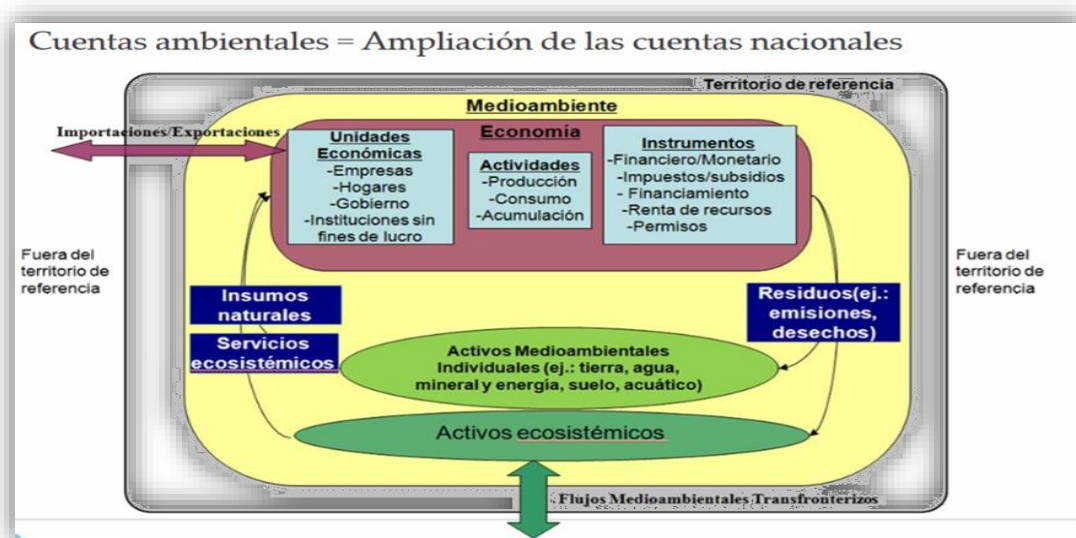 Cuentas ambientales = Ampliación de las cuentas nacionales
Territorio de referencia
Medioambiente
Importaciones/Exportaciones
Economía
Unidades
Económicas
-Empresas
-Hogares
-Gobierno
-Instituciones sin
fines de lucro
Actividades
-Producción
-Consumo
-Acumulación
Instrumentos
-Financiero/Monetario
-Impuestos/subsidios
- Financiamiento
-Renta de recursos
-Permisos
Fuera del
territorio de
referencia
Fuera del
territorio de
referencia
Insumos
naturales
Servicios
ecosistémicos
Residuos(ej.:
emisiones,
desechos)
Activos Medioambientales
Individuales (ej.: tierra, agua,
mineral y energía, suelo, acuático)
Activos ecosistémicos
Flujos Medioambientales Transfronterizos